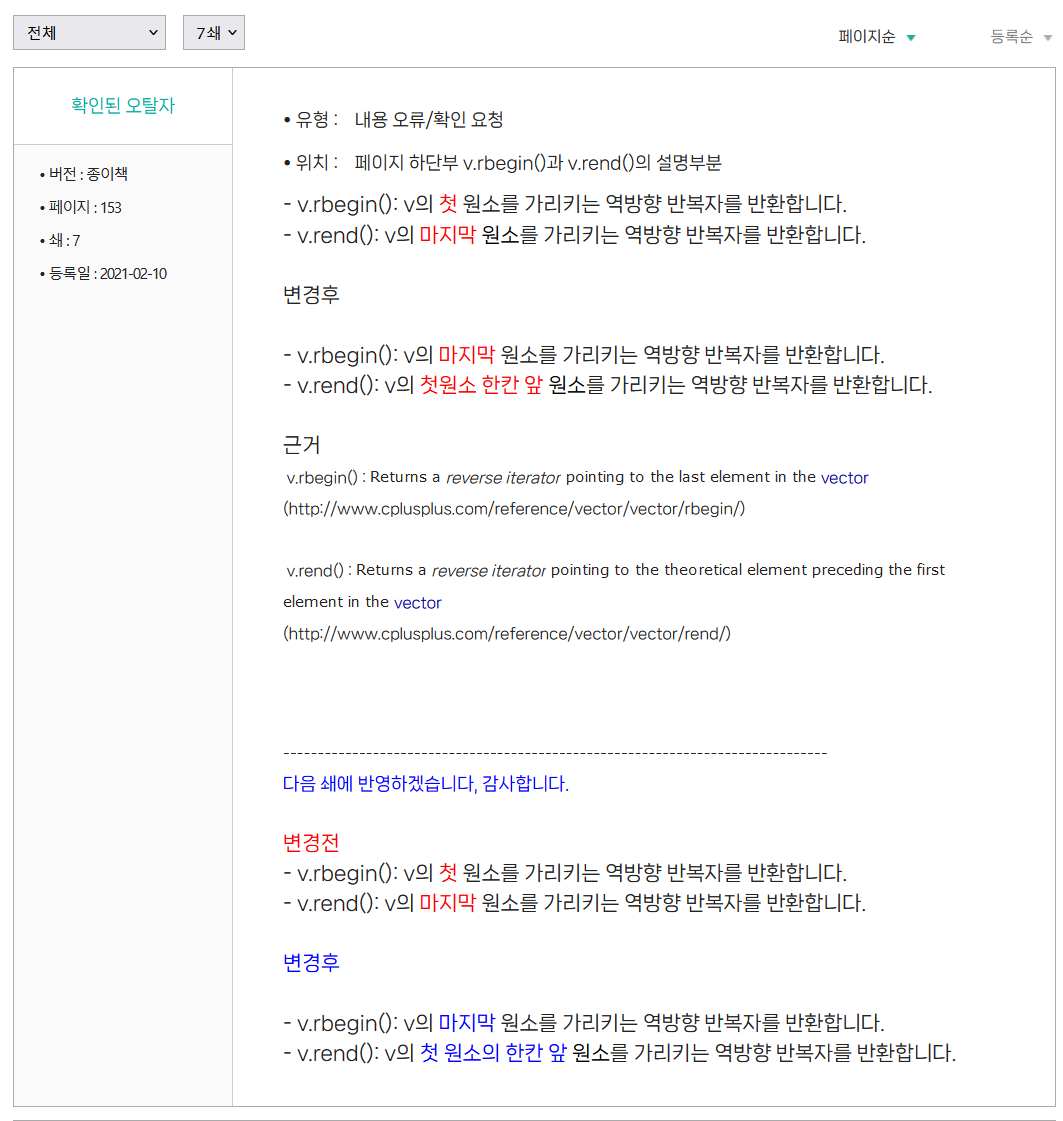 전체 7쇄 페이지순 등록순
확인된 오탈자
• 버전 : 종이책
• 페이지 : 153
• 쇄 : 7
• 등록일 : 2021-02-10
• 유형 : 내용 오류/확인 요청
• 위치 : 페이지 하단부 v.rbegin()과 v.rend()의 설명부분
- v.rbegin(): v의 첫 원소를 가리키는 역방향 반복자를 반환합니다.
- v.rend(): v의 마지막 원소를 가리키는 역방향 반복자를 반환합니다.
변경후
- v.rbegin(): v의 마지막 원소를 가리키는 역방향 반복자를 반환합니다.
- v.rend(): v의 첫원소 한칸 앞 원소를 가리키는 역방향 반복자를 반환합니다.
근거
v.rbegin() : Returns a reverse iterator pointing to the last element in the vector
(http://www.cplusplus.com/reference/vector/vector/rbegin/)
v.rend() : Returns a reverse iterator pointing to the theoretical element preceding the first
element in the vector
(http://www.cplusplus.com/reference/vector/vector/rend/)
--------------------------------------------------------------------------------
다음 쇄에 반영하겠습니다, 감사합니다.
변경전
- v.rbegin(): v의 첫 원소를 가리키는 역방향 반복자를 반환합니다.
- v.rend(): v의 마지막 원소를 가리키는 역방향 반복자를 반환합니다.
변경후
- v.rbegin(): v의 마지막 원소를 가리키는 역방향 반복자를 반환합니다.
- v.rend(): v의 첫 원소의 한칸 앞 원소를 가리키는 역방향 반복자를 반환합니다.